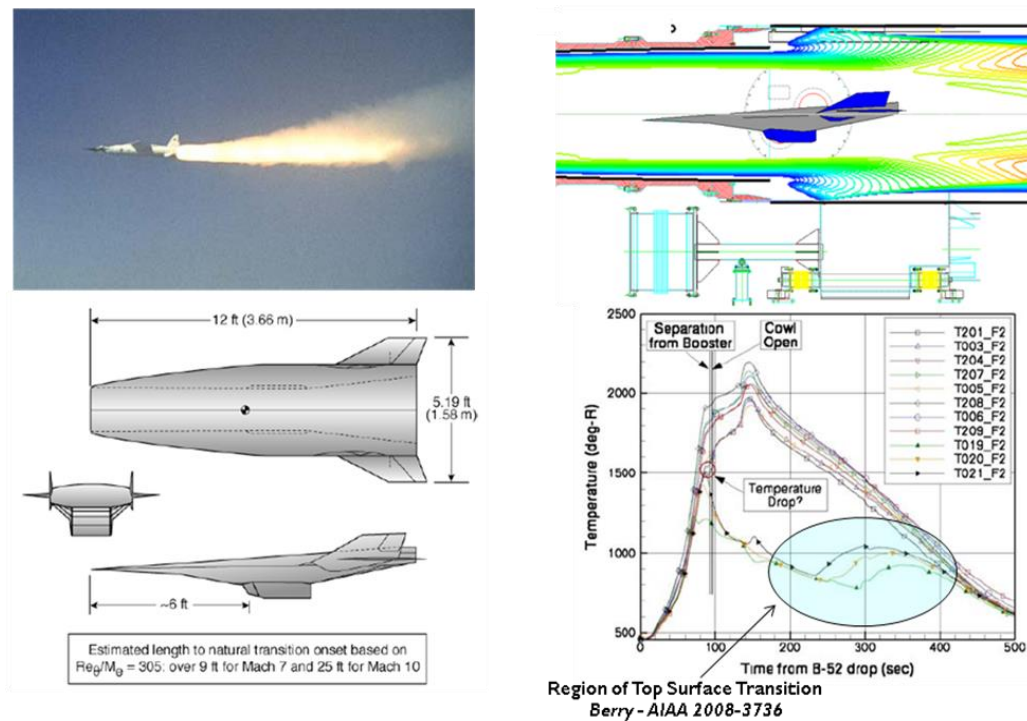 12 ft (3.66 m)
5.19 ft
(1.58 m)
~6 ft
Estimated length to natural transition onset based on
Reθ/Me = 305: over 9 ft for Mach 7 and 25 ft for Mach 10
Separation
from Booster
Cowl
Open
T201_F2
T003_F2
T204_F2
T207_F2
T005_F2
T208_F2
T006_F2
T209_F2
T019_F2
T020_F2
T021_F2
Temperature
Drop?
Temperature (deg-R)
2000
1500
1000
500
0
100
200
300
400
500
Time from B-52 drop (sec)
Region of Top Surface Transition
Berry - AIAA 2008-3736